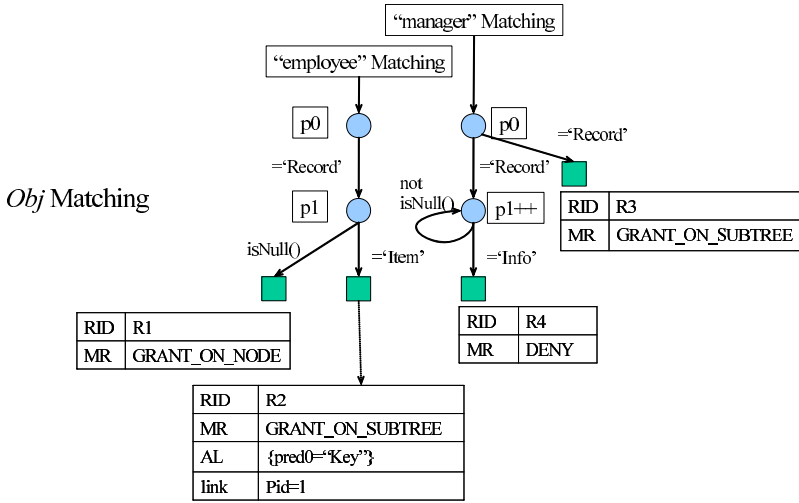 “manager” Matching
“employee” Matching
p0
p0
=‘Record’
=‘Record’
=‘Record’
not
isNull()
Obj Matching
p1
p1++
RID R3
MR GRANT_ON_SUBTREE
isNull()
=‘Item’
=‘Info’
RID R1
MR GRANT_ON_NODE
RID R4
MR DENY
RID R2
MR GRANT_ON_SUBTREE
AL {pred0=“Key”}
link Pid=1